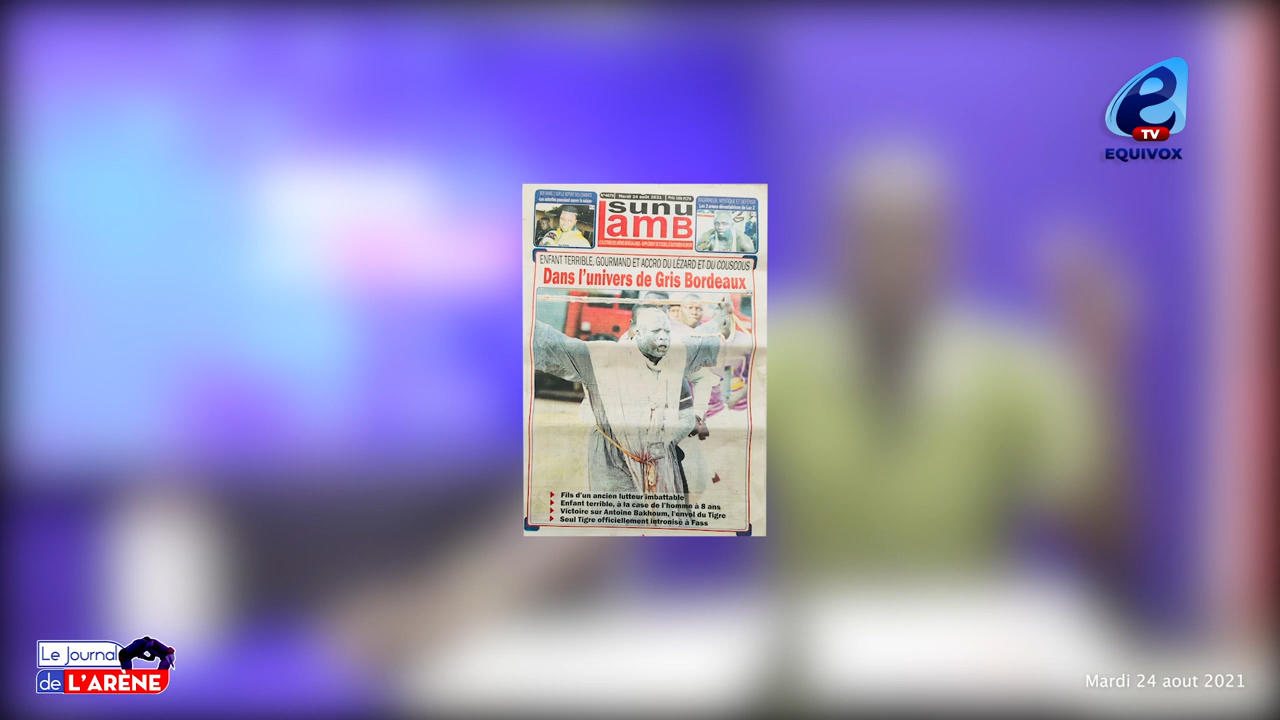 e
TV
EQUIVOX
Mardi 24 août 2021
sunu
Lamb
ENFANT TERRIBLE, GOURMAND ET ACCRO DU LÉZARD ET DU COUSCOUS
Dans l'univers de Gris Bordeaux
Fils d'un ancien lutteur imbattable
Enfant terrible, à la case de l'homme à 8 ans
Victoire sur Antoine Bakhoum, l'envol du Tigre
Seul Tigre officiellement intronisé à Fass
Le Journal
de L'ARÈNE
Mardi 24 aout 2021